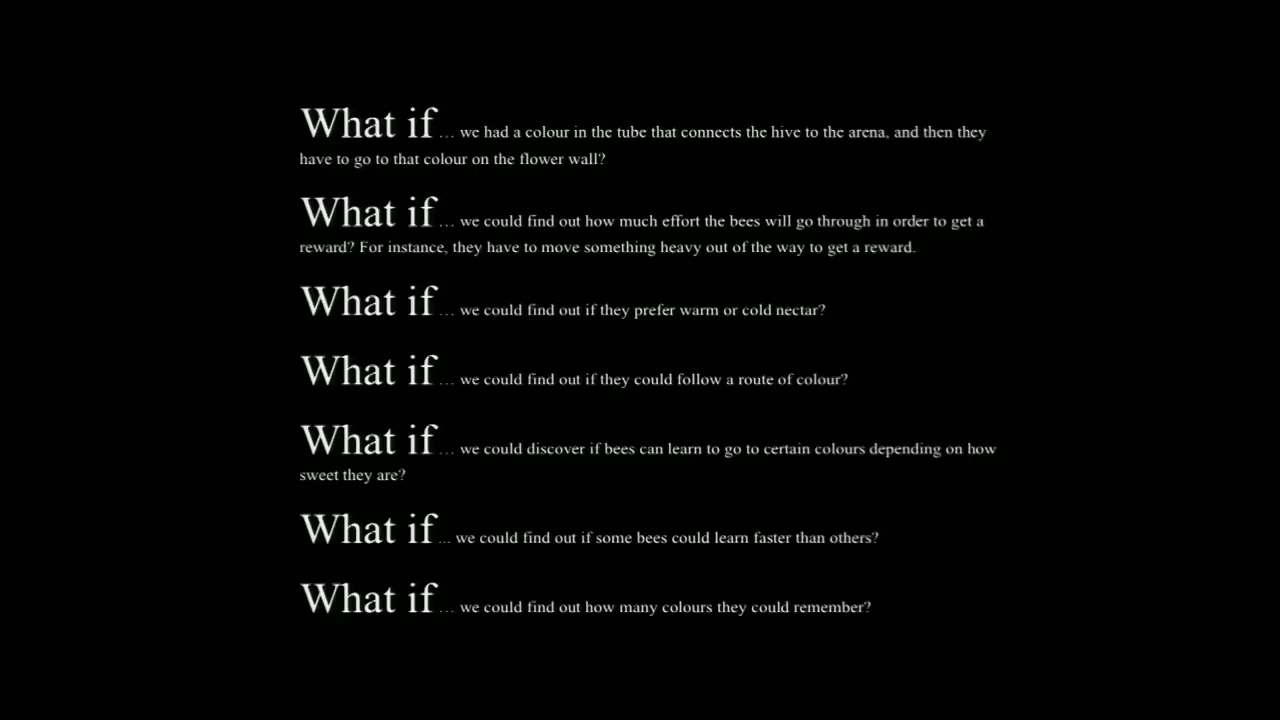 What if … we had a colour in the tube that connects the hive to the arena, and then they
have to go to that colour on the flower wall?
What if … we could find out how much effort the bees will go through in order to get a
reward? For instance, they have to move something heavy out of the way to get a reward.
What if … we could find out if they prefer warm or cold nectar?
What if … we could find out if they could follow a route of colour?
What if … we could discover if bees can learn to go to certain colours depending on how
sweet they are?
What if ... we could find out if some bees could learn faster than others?
What if … we could find out how many colours they could remember?